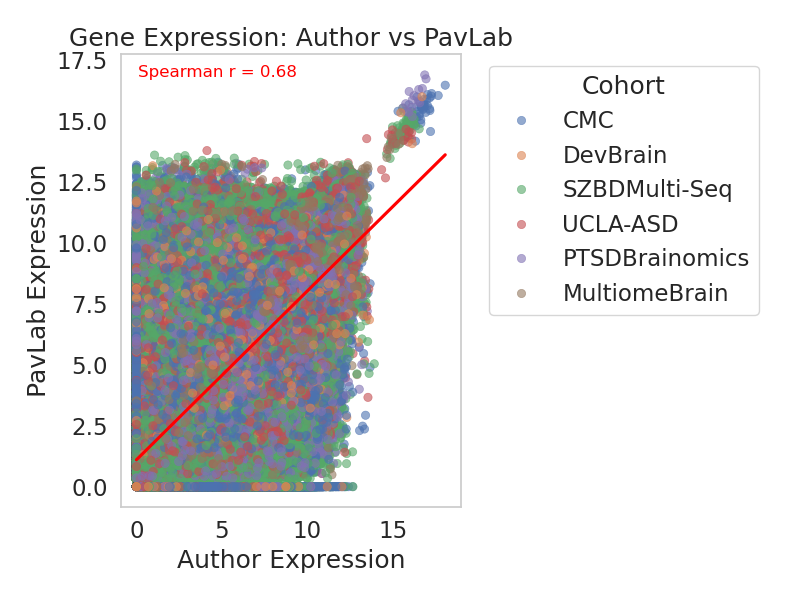 Gene Expression: Author vs PavLab
Spearman r = 0.68
17.5
15.0
12.5
10.0
7.5
5.0
2.5
0.0
PavLab Expression
0 5 10 15
Author Expression
Cohort
CMC
DevBrain
SZBDMulti-Seq
UCLA-ASD
PTSDBrainomics
MultiomeBrain